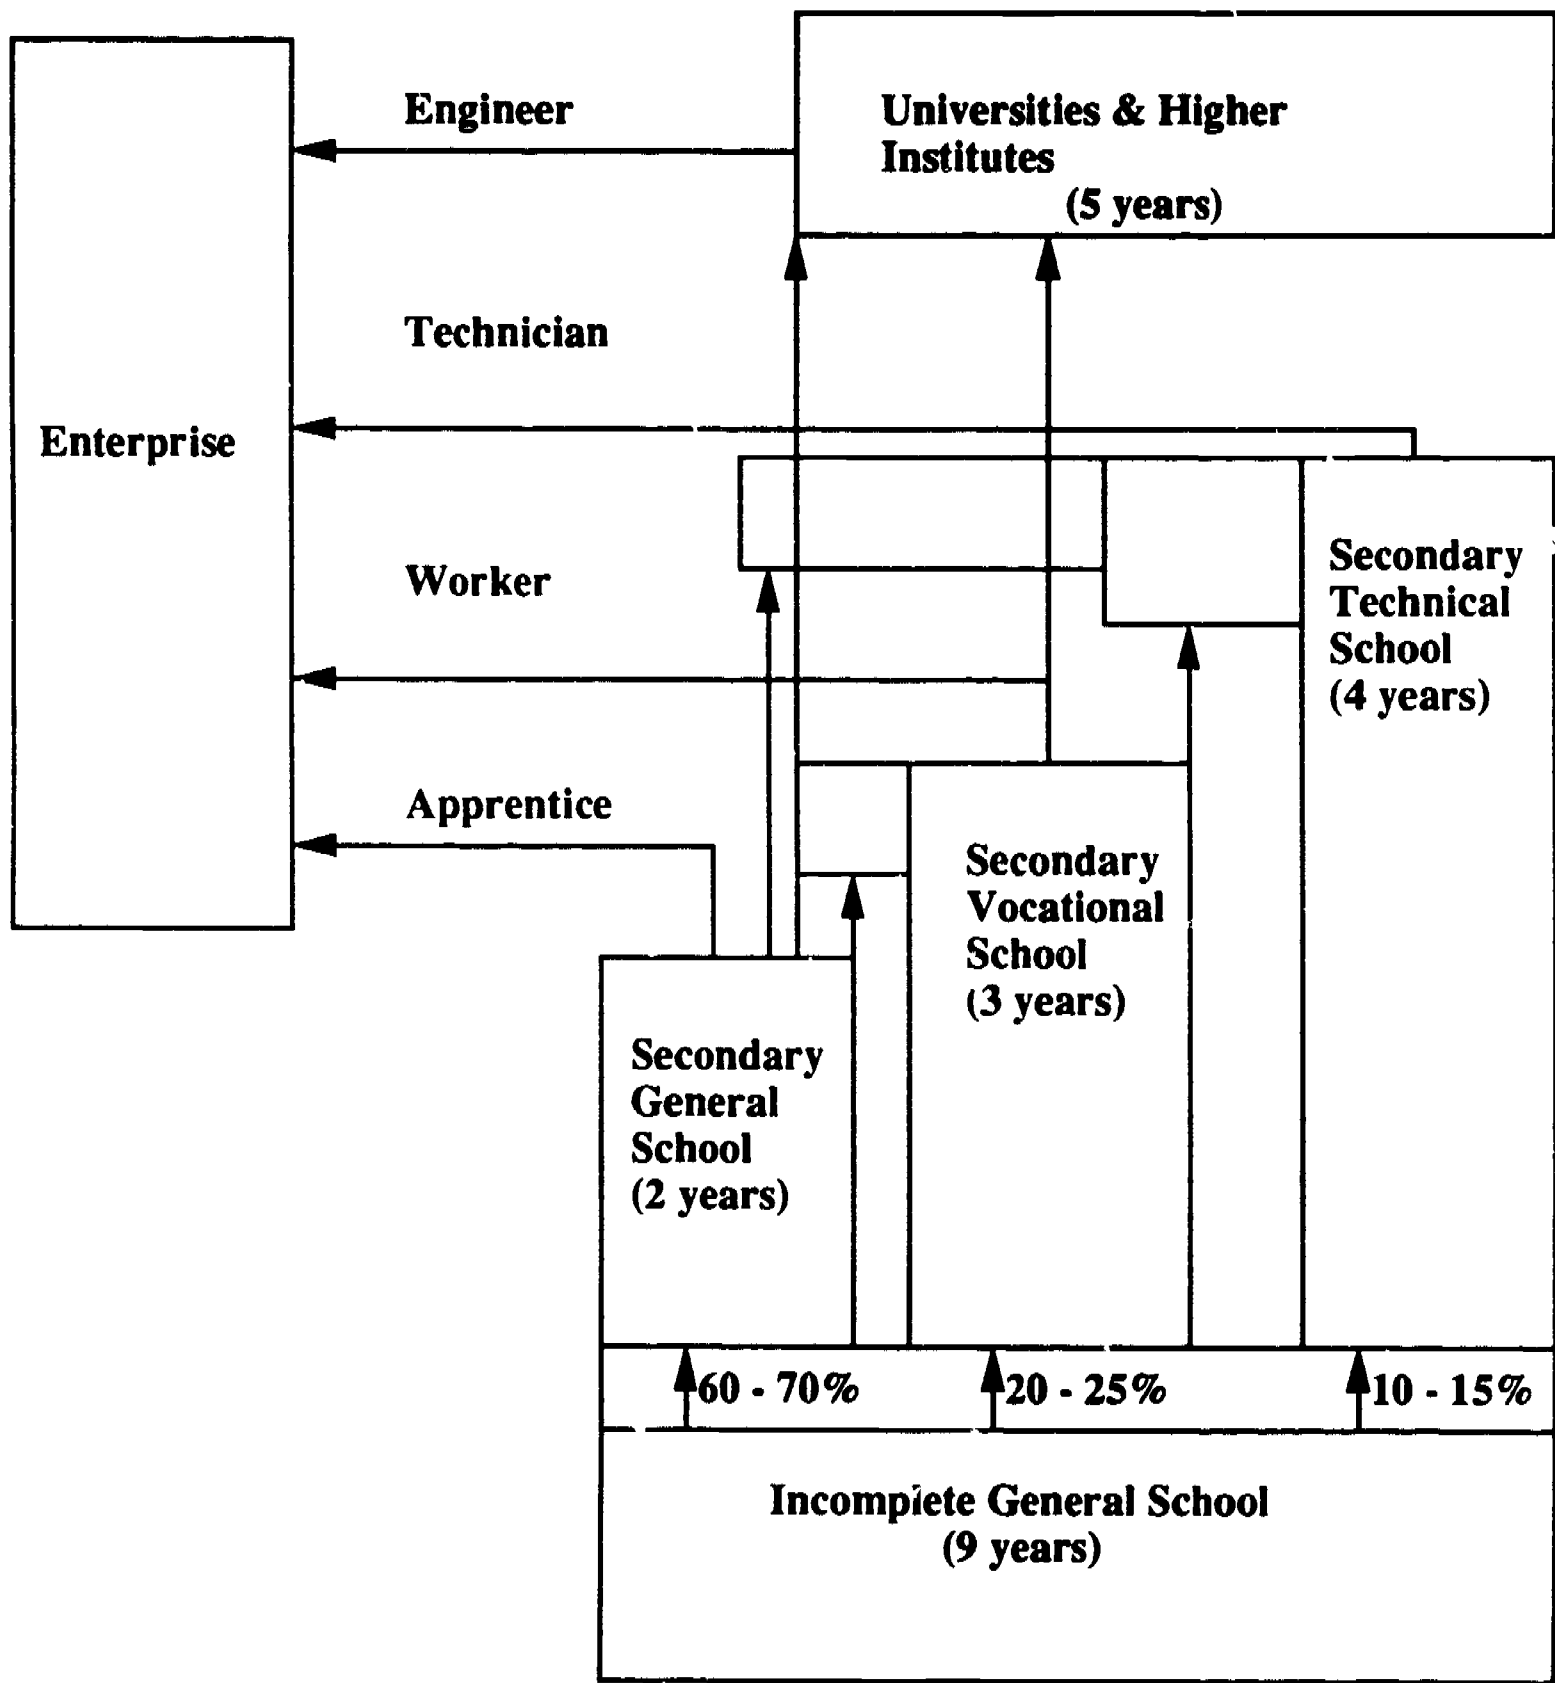 Engineer
Universities & Higher
Institutes
(5 years)
Technician
Enterprise
Worker
Secondary
Technical
School
(4 years)
Apprentice
Secondary
Vocational
School
(3 years)
Secondary
General
School
(2 years)
60 - 70%
20 - 25%
10 - 15%
Incomplete General School
(9 years)